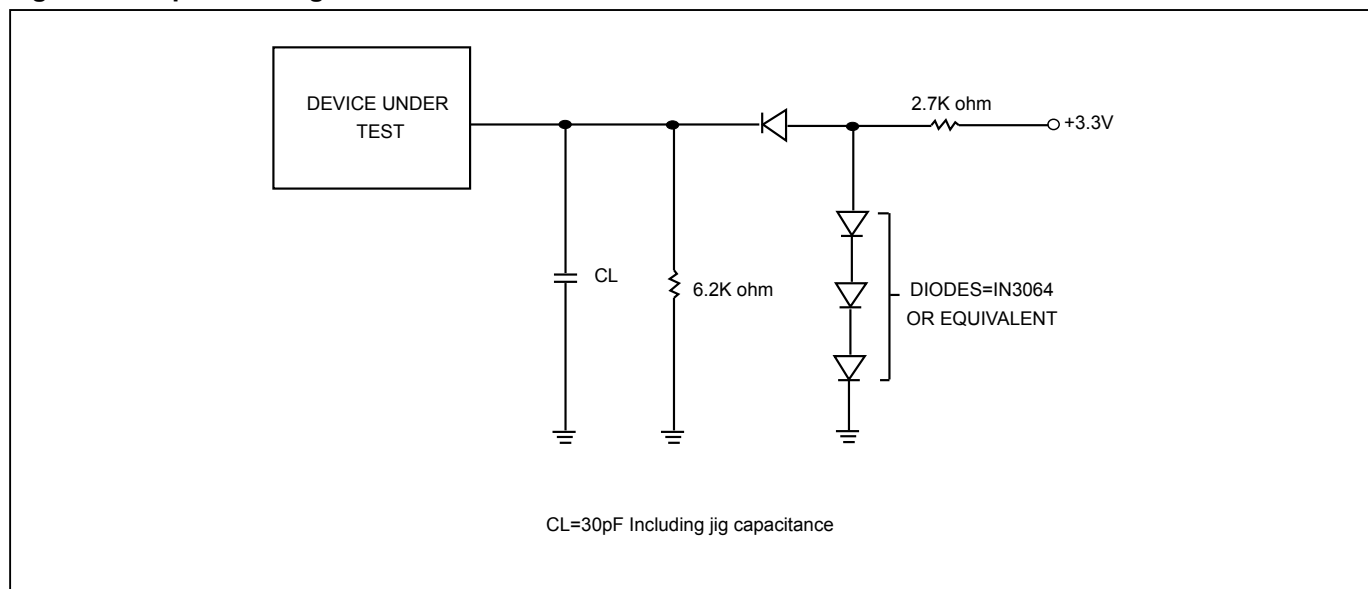 DEVICE UNDER
TEST
2.7K ohm
+3.3V
CL
6.2K ohm
DIODES=IN3064
OR EQUIVALENT
CL=30pF Including jig capacitance